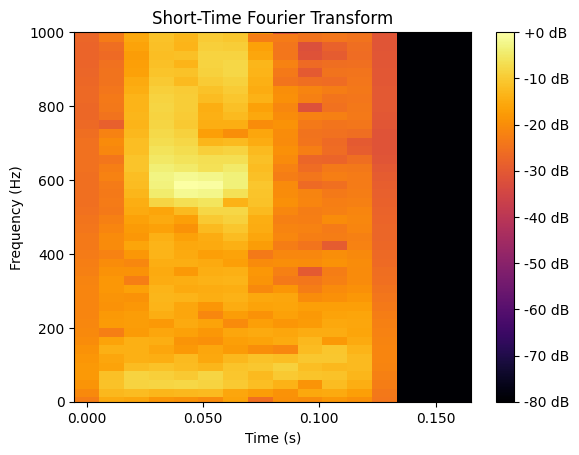 Short-Time Fourier Transform
Frequency (Hz)
1000
800
600
400
200
0
0.000 0.050 0.100 0.150
Time (s)
+0 dB
-10 dB
-20 dB
-30 dB
-40 dB
-50 dB
-60 dB
-70 dB
-80 dB